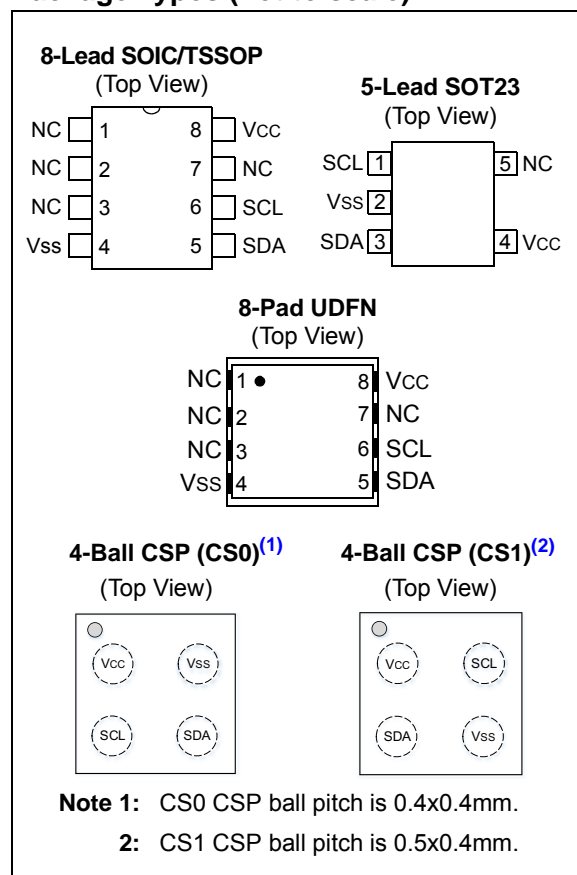 8-Lead SOIC/TSSOP
(Top View)
NC 1 8 VCC
NC 2 7 NC
NC 3 6 SCL
Vss 4 5 SDA
5-Lead SOT23
(Top View)
SCL 1 5 NC
Vss 2
SDA 3 4 VCC
8-Pad UDFN
(Top View)
NC 1 8 VCC
NC 2 7 NC
NC 3 6 SCL
VSS 4 5 SDA
4-Ball CSP (CS0)(1)
(Top View)
VCC VSS
SCL SDA
4-Ball CSP (CS1)(2)
(Top View)
VCC SCL
SDA VSS
Note 1: CS0 CSP ball pitch is 0.4x0.4mm.
2: CS1 CSP ball pitch is 0.5x0.4mm.